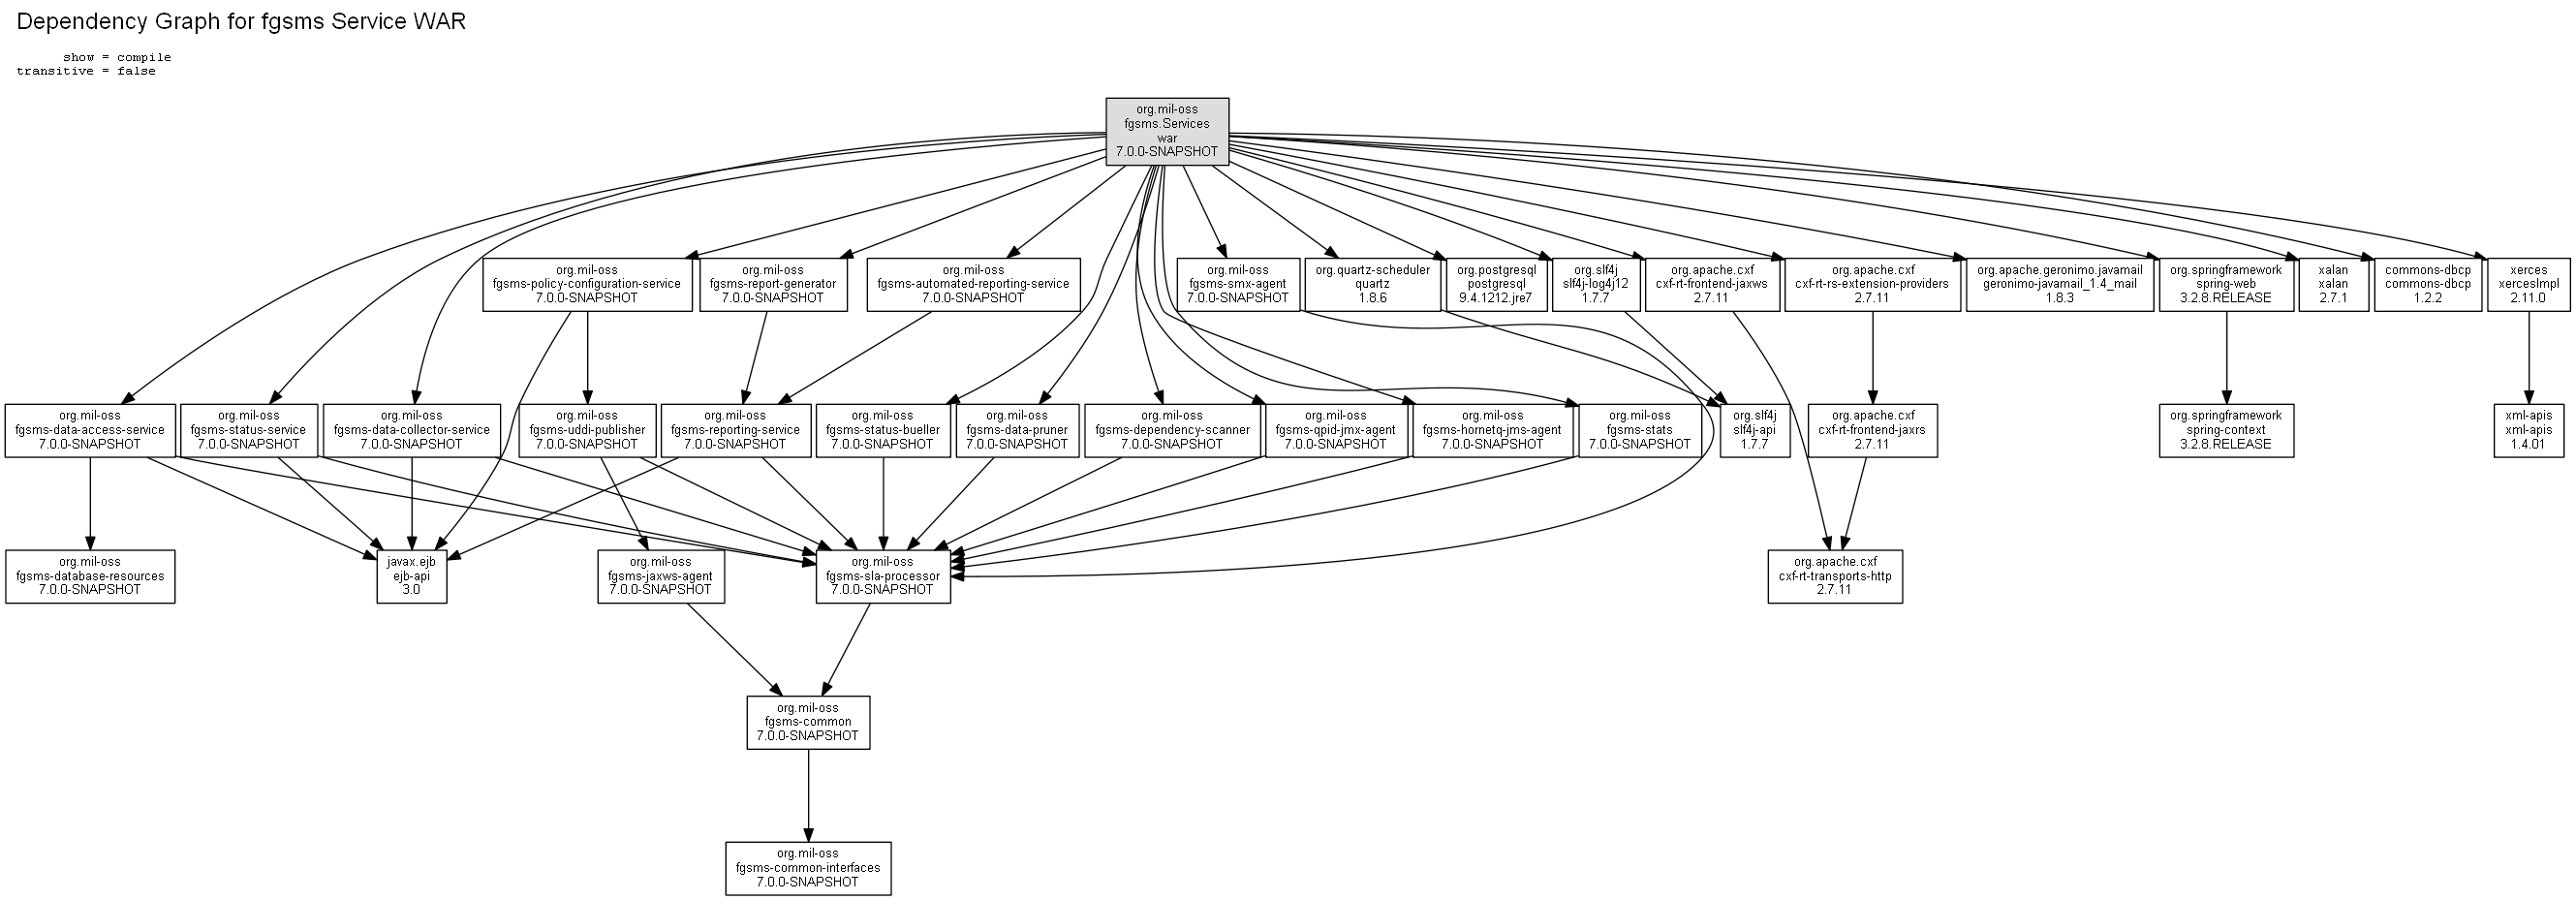 Dependency Graph for fgsms Service WAR
show = compile
transitive = false
org.mil-oss
fgsms.Services
war
7.0.0-SNAPSHOT
org.mil-oss
fgsms-policy-configuration-service
7.0.0-SNAPSHOT
org.mil-oss
fgsms-report-generator
7.0.0-SNAPSHOT
org.mil-oss
fgsms-automated-reporting-service
7.0.0-SNAPSHOT
org.mil-oss
fgsms-smx-agent
7.0.0-SNAPSHOT
org.quartz-scheduler
quartz
1.8.6
org.postgresql
postgresql
9.4.1212.jre7
org.slf4j
slf4j-log4j12
1.7.7
org.apache.cxf
cxf-rt-frontend-jaxws
2.7.11
org.apache.cxf
cxf-rt-rs-extension-providers
2.7.11
org.apache.geronimo.javamail
geronimo-javamail_1.4_mail
1.8.3
org.springframework
spring-web
3.2.8.RELEASE
xalan
xalan
2.7.1
commons-dbcp
commons-dbcp
1.2.2
xerces
xercesImpl
2.11.0
org.mil-oss
fgsms-data-access-service
7.0.0-SNAPSHOT
org.mil-oss
fgsms-status-service
7.0.0-SNAPSHOT
org.mil-oss
fgsms-data-collector-service
7.0.0-SNAPSHOT
org.mil-oss
fgsms-uddi-publisher
7.0.0-SNAPSHOT
org.mil-oss
fgsms-reporting-service
7.0.0-SNAPSHOT
org.mil-oss
fgsms-status-bueller
7.0.0-SNAPSHOT
org.mil-oss
fgsms-data-pruner
7.0.0-SNAPSHOT
org.mil-oss
fgsms-dependency-scanner
7.0.0-SNAPSHOT
org.mil-oss
fgsms-qpid-jmx-agent
7.0.0-SNAPSHOT
org.mil-oss
fgsms-hornetq-jms-agent
7.0.0-SNAPSHOT
org.mil-oss
fgsms-stats
7.0.0-SNAPSHOT
org.slf4j
slf4j-api
1.7.7
org.apache.cxf
cxf-rt-frontend-jaxrs
2.7.11
org.springframework
spring-context
3.2.8.RELEASE
xml-apis
xml-apis
1.4.01
org.mil-oss
fgsms-database-resources
7.0.0-SNAPSHOT
javax.ejb
ejb-api
3.0
org.mil-oss
fgsms-jaxws-agent
7.0.0-SNAPSHOT
org.mil-oss
fgsms-sla-processor
7.0.0-SNAPSHOT
org.apache.cxf
cxf-rt-transports-http
2.7.11
org.mil-oss
fgsms-common
7.0.0-SNAPSHOT
org.mil-oss
fgsms-common-interfaces
7.0.0-SNAPSHOT